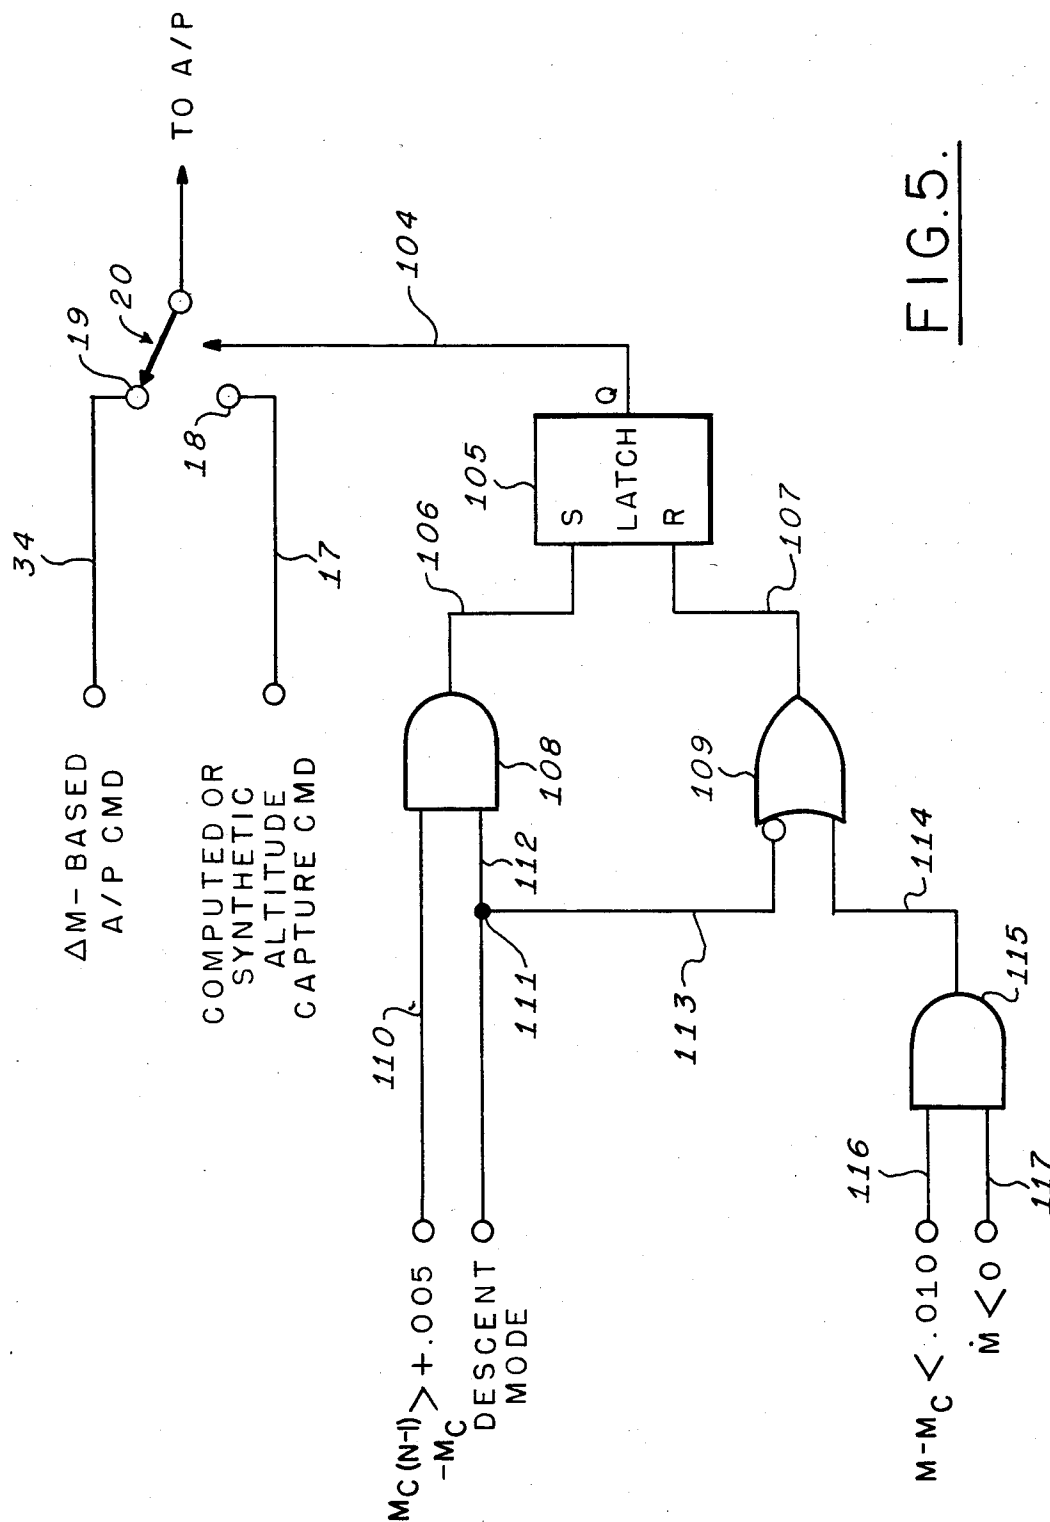 ΔM-BASED
A/P CMD
34
19
20
TO A/P
COMPUTED OR
SYNTHETIC
ALTITUDE
CAPTURE CMD
17
18
104
MC(N-1) > +.005
-MC
110
106
105
S
LATCH
R
Q
DESCENT
MODE
111
112
108
113
109
107
114
M-MC < .010
116
Ṁ < 0
117
115
FIG.5.